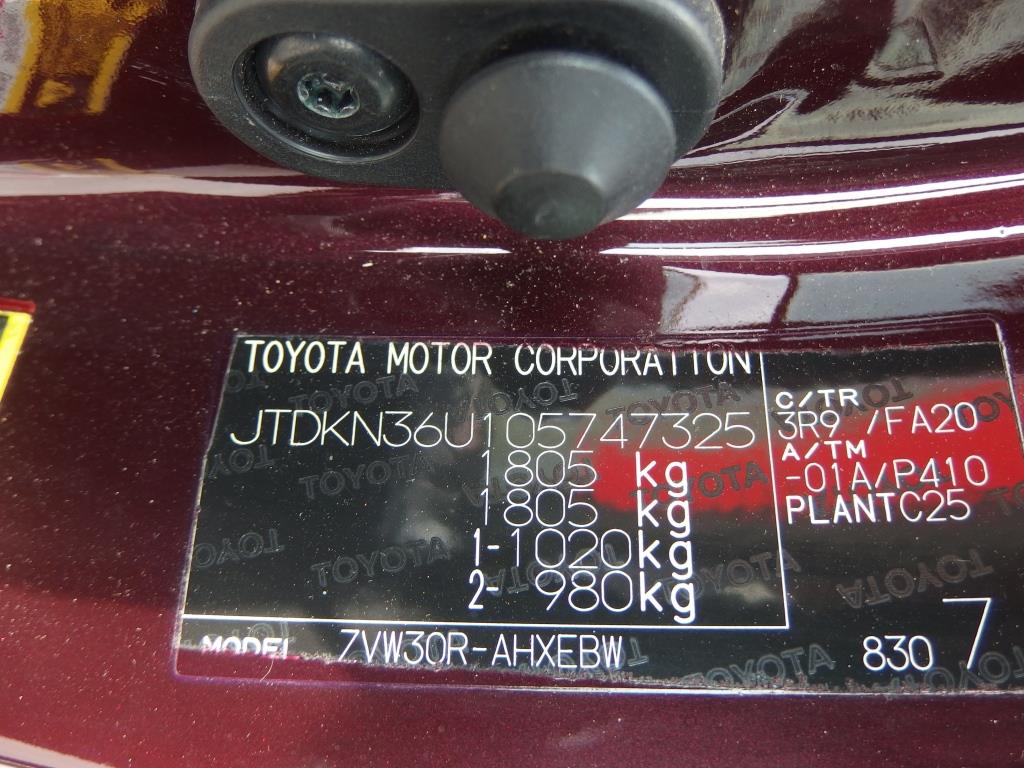 TOYOTA MOTOR CORPORATION
JTDKN36U105747325
1805 kg
1805 kg
1-1020kg
2- 980kg
C/TR
3R9 /FA20
A/TM
-01A/P410
PLANTC25
MODEL ZVW30R-AHXEBW
830 7